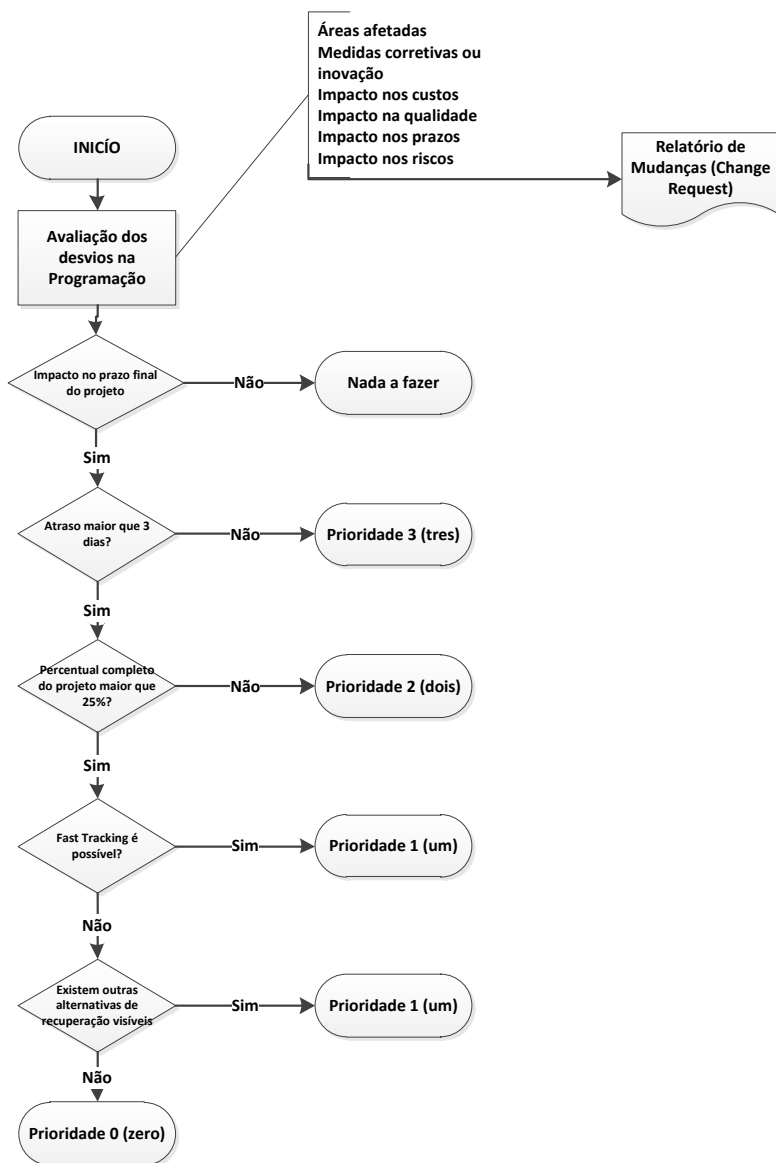 Áreas afetadas
Medidas corretivas ou
inovação
Impacto nos custos
Impacto na qualidade
Impacto nos prazos
Impacto nos riscos
INICÍO
Relatório de
Mudanças (Change
Request)
Avaliação dos
desvios na
Programação
Impacto no prazo final
do projeto
Não
Nada a fazer
Sim
Atraso maior que 3
dias?
Não
Prioridade 3 (tres)
Sim
Percentual completo
do projeto maior que
25%?
Não
Prioridade 2 (dois)
Sim
Fast Tracking é
possível?
Sim
Prioridade 1 (um)
Não
Existem outras
alternativas de
recuperação visíveis
Sim
Prioridade 1 (um)
Não
Prioridade 0 (zero)